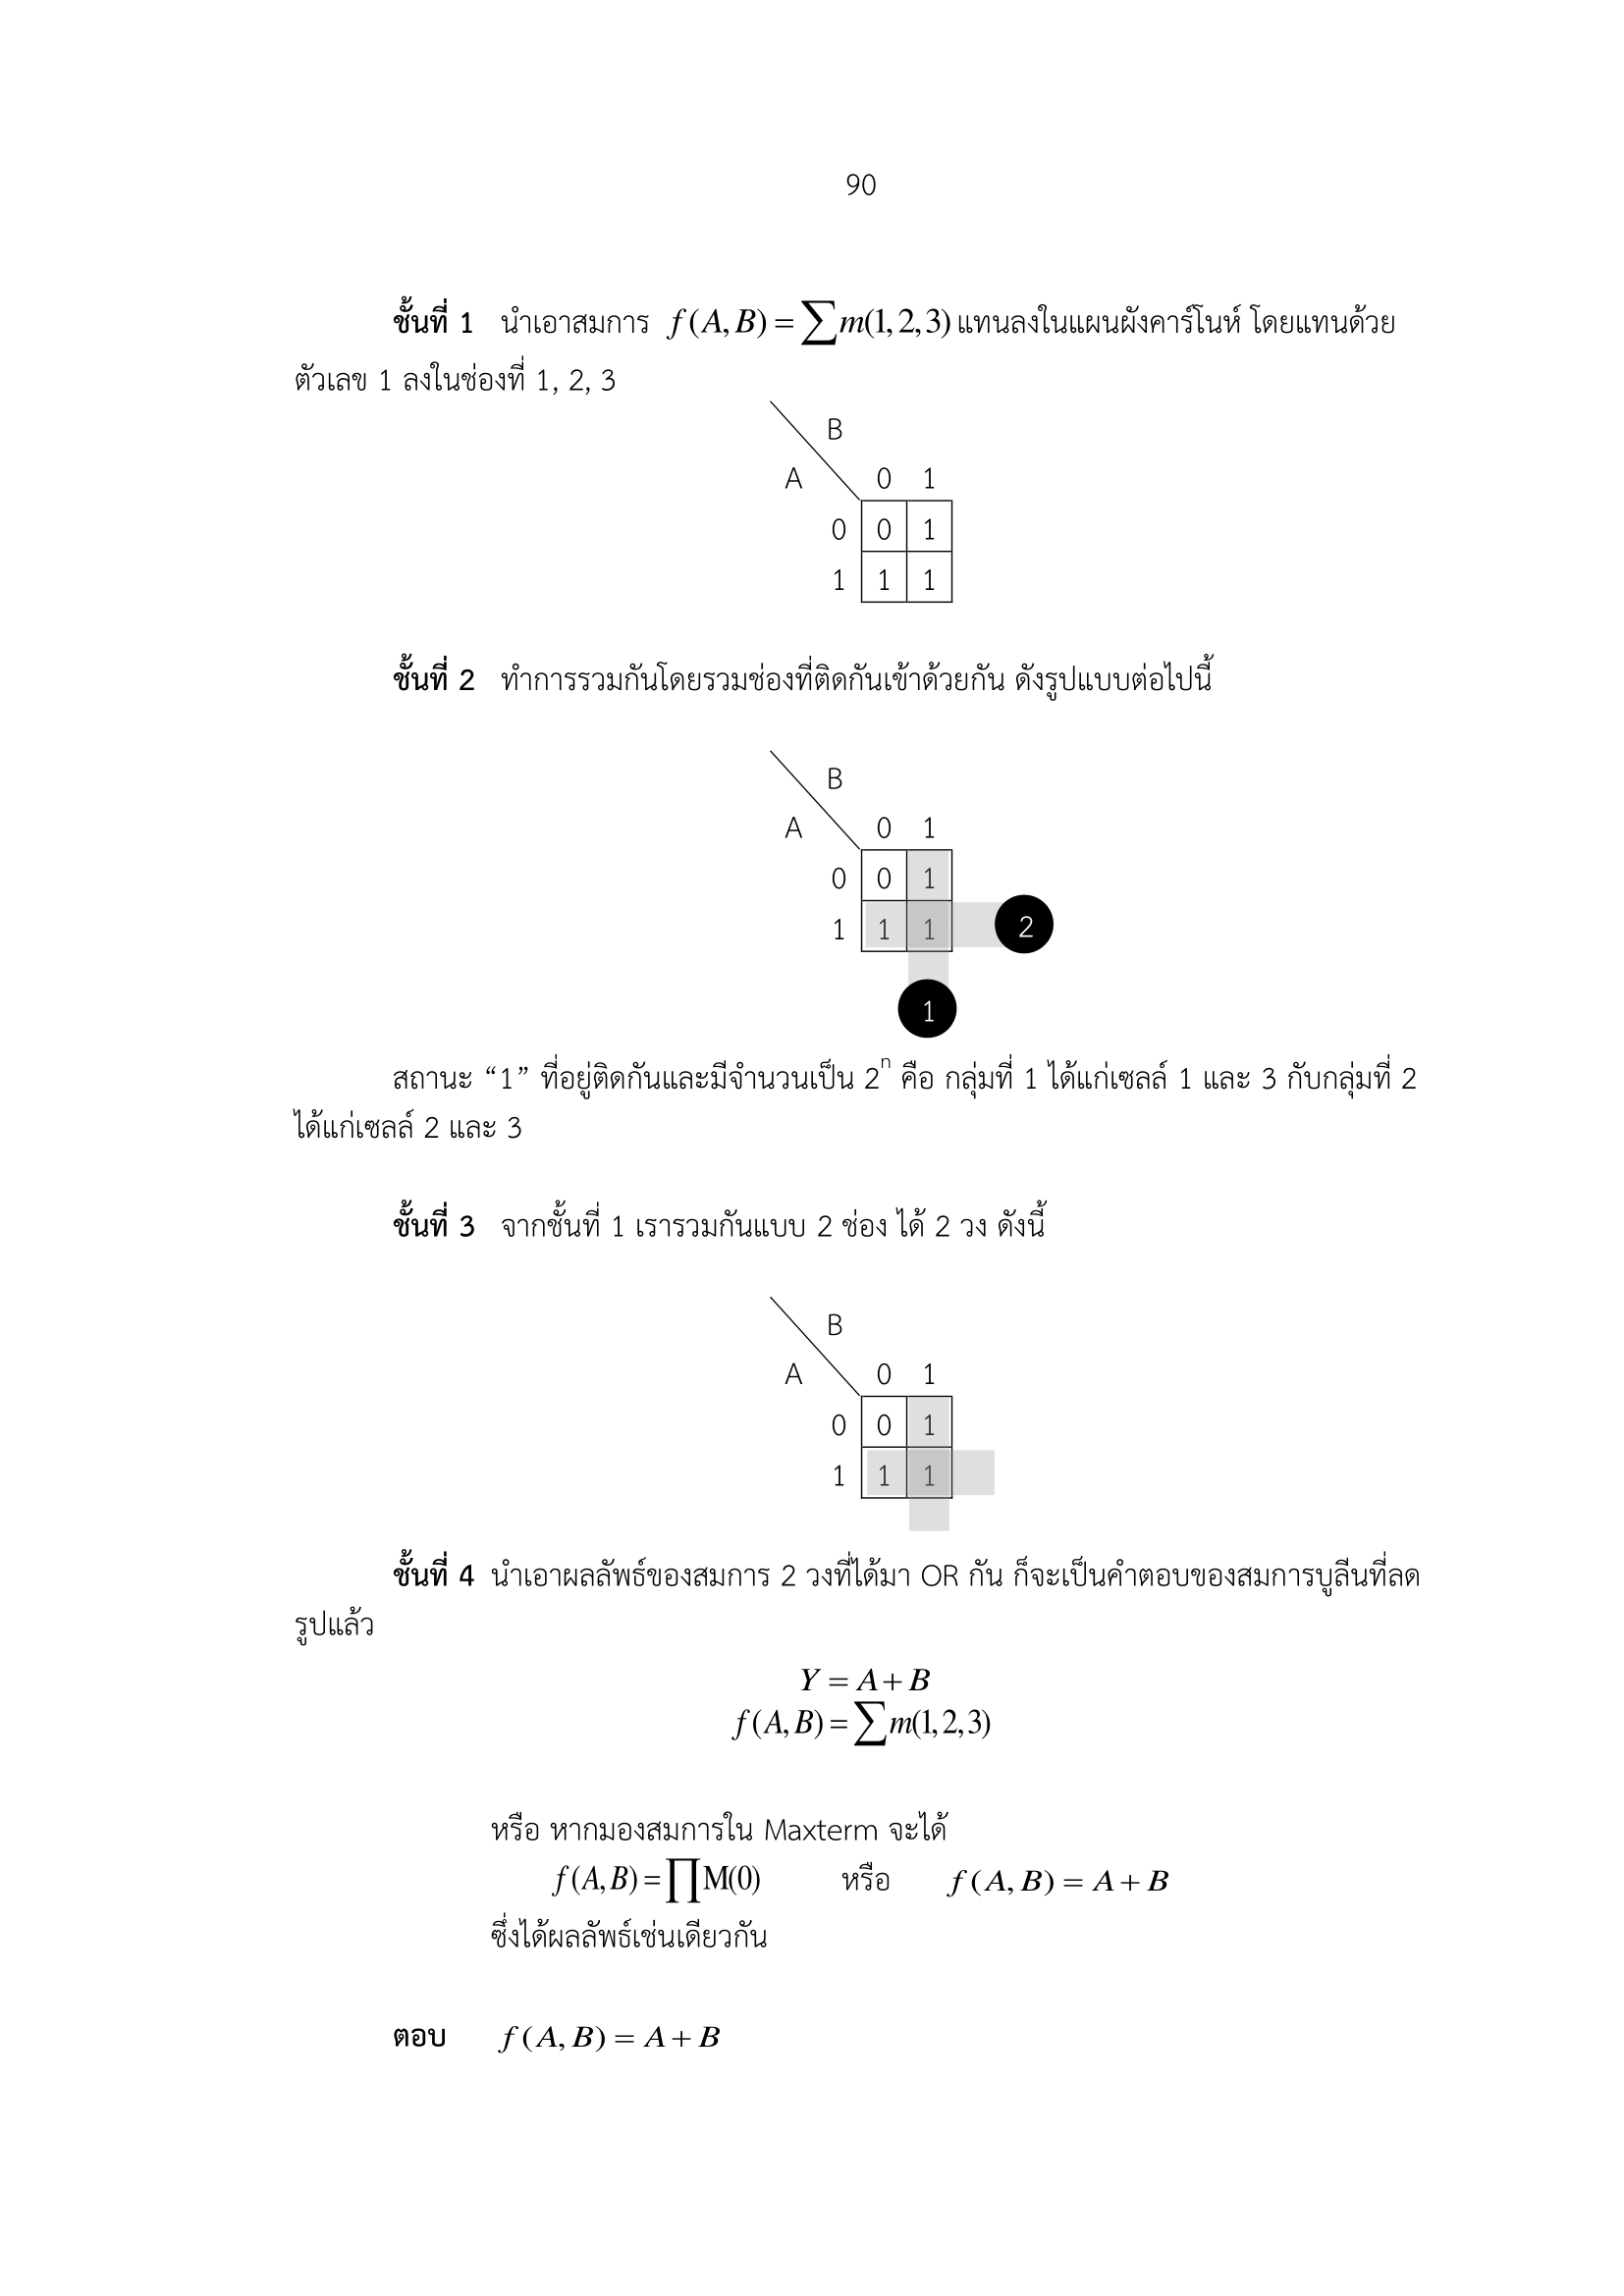 90
ชั้นที่ 1 นำเอาสมการ f(A,B)=∑m(1,2,3) แทนลงในแผนผังคาร์โนห์ โดยแทนด้วย
ตัวเลข 1 ลงในช่องที่ 1, 2, 3
B
A 0 1
0 0 1
1 1 1
ชั้นที่ 2 ทำการรวมกันโดยรวมช่องที่ติดกันเข้าด้วยกัน ดังรูปแบบต่อไปนี้
B
A 0 1
0 0 1
1 1 1 2
1
สถานะ “1” ที่อยู่ติดกันและมีจำนวนเป็น 2ⁿ คือ กลุ่มที่ 1 ได้แก่เซลล์ 1 และ 3 กับกลุ่มที่ 2
ได้แก่เซลล์ 2 และ 3
ชั้นที่ 3 จากชั้นที่ 1 เรารวมกันแบบ 2 ช่อง ได้ 2 วง ดังนี้
B
A 0 1
0 0 1
1 1 1
ชั้นที่ 4 นำเอาผลลัพธ์ของสมการ 2 วงที่ได้มา OR กัน ก็จะเป็นคำตอบของสมการบูลีนที่ลด
รูปแล้ว
Y = A + B
f(A,B)=∑m(1,2,3)
หรือ หากมองสมการใน Maxterm จะได้
f(A,B)=∏M(0) หรือ f(A,B) = A + B
ซึ่งได้ผลลัพธ์เช่นเดียวกัน
ตอบ f(A,B) = A + B